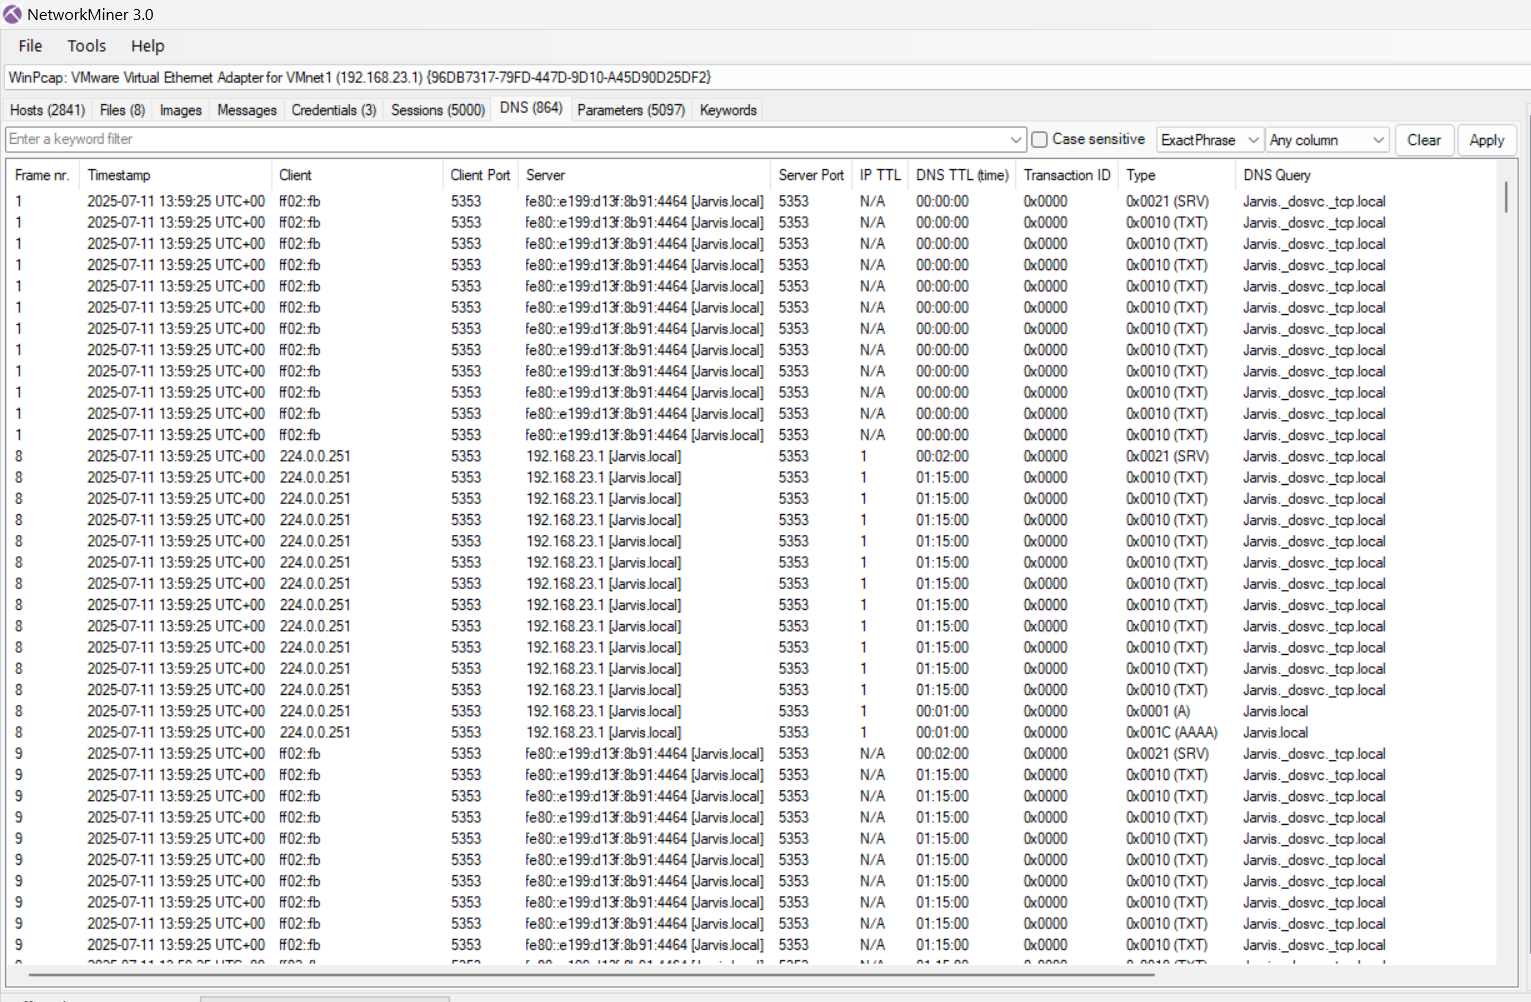 NetworkMiner 3.0
File Tools Help
WinPcap: VMware Virtual Ethernet Adapter for VMnet1 (192.168.23.1) {96DB7317-79FD-447D-9D10-A45D90D25DF2}
Hosts (2841) Files (8) Images Messages Credentials (3) Sessions (5000) DNS (864) Parameters (5097) Keywords
Enter a keyword filter Case sensitive ExactPhrase Any column Clear Apply
Frame nr. Timestamp Client Client Port Server Server Port IP TTL DNS TTL (time) Transaction ID Type DNS Query
1 2025-07-11 13:59:25 UTC+00 ff02::fb 5353 fe80::e199:d13f:8b91:4464 [Jarvis.local] 5353 N/A 00:00:00 0x0000 0x0021 (SRV) Jarvis._dosvc._tcp.local
1 2025-07-11 13:59:25 UTC+00 ff02::fb 5353 fe80::e199:d13f:8b91:4464 [Jarvis.local] 5353 N/A 00:00:00 0x0000 0x0010 (TXT) Jarvis._dosvc._tcp.local
1 2025-07-11 13:59:25 UTC+00 ff02::fb 5353 fe80::e199:d13f:8b91:4464 [Jarvis.local] 5353 N/A 00:00:00 0x0000 0x0010 (TXT) Jarvis._dosvc._tcp.local
1 2025-07-11 13:59:25 UTC+00 ff02::fb 5353 fe80::e199:d13f:8b91:4464 [Jarvis.local] 5353 N/A 00:00:00 0x0000 0x0010 (TXT) Jarvis._dosvc._tcp.local
1 2025-07-11 13:59:25 UTC+00 ff02::fb 5353 fe80::e199:d13f:8b91:4464 [Jarvis.local] 5353 N/A 00:00:00 0x0000 0x0010 (TXT) Jarvis._dosvc._tcp.local
1 2025-07-11 13:59:25 UTC+00 ff02::fb 5353 fe80::e199:d13f:8b91:4464 [Jarvis.local] 5353 N/A 00:00:00 0x0000 0x0010 (TXT) Jarvis._dosvc._tcp.local
1 2025-07-11 13:59:25 UTC+00 ff02::fb 5353 fe80::e199:d13f:8b91:4464 [Jarvis.local] 5353 N/A 00:00:00 0x0000 0x0010 (TXT) Jarvis._dosvc._tcp.local
1 2025-07-11 13:59:25 UTC+00 ff02::fb 5353 fe80::e199:d13f:8b91:4464 [Jarvis.local] 5353 N/A 00:00:00 0x0000 0x0010 (TXT) Jarvis._dosvc._tcp.local
1 2025-07-11 13:59:25 UTC+00 ff02::fb 5353 fe80::e199:d13f:8b91:4464 [Jarvis.local] 5353 N/A 00:00:00 0x0000 0x0010 (TXT) Jarvis._dosvc._tcp.local
1 2025-07-11 13:59:25 UTC+00 ff02::fb 5353 fe80::e199:d13f:8b91:4464 [Jarvis.local] 5353 N/A 00:00:00 0x0000 0x0010 (TXT) Jarvis._dosvc._tcp.local
1 2025-07-11 13:59:25 UTC+00 ff02::fb 5353 fe80::e199:d13f:8b91:4464 [Jarvis.local] 5353 N/A 00:00:00 0x0000 0x0010 (TXT) Jarvis._dosvc._tcp.local
1 2025-07-11 13:59:25 UTC+00 ff02::fb 5353 fe80::e199:d13f:8b91:4464 [Jarvis.local] 5353 N/A 00:00:00 0x0000 0x0010 (TXT) Jarvis._dosvc._tcp.local
8 2025-07-11 13:59:25 UTC+00 224.0.0.251 5353 192.168.23.1 [Jarvis.local] 5353 1 00:02:00 0x0000 0x0021 (SRV) Jarvis._dosvc._tcp.local
8 2025-07-11 13:59:25 UTC+00 224.0.0.251 5353 192.168.23.1 [Jarvis.local] 5353 1 01:15:00 0x0000 0x0010 (TXT) Jarvis._dosvc._tcp.local
8 2025-07-11 13:59:25 UTC+00 224.0.0.251 5353 192.168.23.1 [Jarvis.local] 5353 1 01:15:00 0x0000 0x0010 (TXT) Jarvis._dosvc._tcp.local
8 2025-07-11 13:59:25 UTC+00 224.0.0.251 5353 192.168.23.1 [Jarvis.local] 5353 1 01:15:00 0x0000 0x0010 (TXT) Jarvis._dosvc._tcp.local
8 2025-07-11 13:59:25 UTC+00 224.0.0.251 5353 192.168.23.1 [Jarvis.local] 5353 1 01:15:00 0x0000 0x0010 (TXT) Jarvis._dosvc._tcp.local
8 2025-07-11 13:59:25 UTC+00 224.0.0.251 5353 192.168.23.1 [Jarvis.local] 5353 1 01:15:00 0x0000 0x0010 (TXT) Jarvis._dosvc._tcp.local
8 2025-07-11 13:59:25 UTC+00 224.0.0.251 5353 192.168.23.1 [Jarvis.local] 5353 1 01:15:00 0x0000 0x0010 (TXT) Jarvis._dosvc._tcp.local
8 2025-07-11 13:59:25 UTC+00 224.0.0.251 5353 192.168.23.1 [Jarvis.local] 5353 1 01:15:00 0x0000 0x0010 (TXT) Jarvis._dosvc._tcp.local
8 2025-07-11 13:59:25 UTC+00 224.0.0.251 5353 192.168.23.1 [Jarvis.local] 5353 1 01:15:00 0x0000 0x0010 (TXT) Jarvis._dosvc._tcp.local
8 2025-07-11 13:59:25 UTC+00 224.0.0.251 5353 192.168.23.1 [Jarvis.local] 5353 1 01:15:00 0x0000 0x0010 (TXT) Jarvis._dosvc._tcp.local
8 2025-07-11 13:59:25 UTC+00 224.0.0.251 5353 192.168.23.1 [Jarvis.local] 5353 1 01:15:00 0x0000 0x0010 (TXT) Jarvis._dosvc._tcp.local
8 2025-07-11 13:59:25 UTC+00 224.0.0.251 5353 192.168.23.1 [Jarvis.local] 5353 1 01:15:00 0x0000 0x0010 (TXT) Jarvis._dosvc._tcp.local
8 2025-07-11 13:59:25 UTC+00 224.0.0.251 5353 192.168.23.1 [Jarvis.local] 5353 1 00:01:00 0x0000 0x0001 (A) Jarvis.local
8 2025-07-11 13:59:25 UTC+00 224.0.0.251 5353 192.168.23.1 [Jarvis.local] 5353 1 00:01:00 0x0000 0x001C (AAAA) Jarvis.local
9 2025-07-11 13:59:25 UTC+00 ff02::fb 5353 fe80::e199:d13f:8b91:4464 [Jarvis.local] 5353 N/A 00:02:00 0x0000 0x0021 (SRV) Jarvis._dosvc._tcp.local
9 2025-07-11 13:59:25 UTC+00 ff02::fb 5353 fe80::e199:d13f:8b91:4464 [Jarvis.local] 5353 N/A 01:15:00 0x0000 0x0010 (TXT) Jarvis._dosvc._tcp.local
9 2025-07-11 13:59:25 UTC+00 ff02::fb 5353 fe80::e199:d13f:8b91:4464 [Jarvis.local] 5353 N/A 01:15:00 0x0000 0x0010 (TXT) Jarvis._dosvc._tcp.local
9 2025-07-11 13:59:25 UTC+00 ff02::fb 5353 fe80::e199:d13f:8b91:4464 [Jarvis.local] 5353 N/A 01:15:00 0x0000 0x0010 (TXT) Jarvis._dosvc._tcp.local
9 2025-07-11 13:59:25 UTC+00 ff02::fb 5353 fe80::e199:d13f:8b91:4464 [Jarvis.local] 5353 N/A 01:15:00 0x0000 0x0010 (TXT) Jarvis._dosvc._tcp.local
9 2025-07-11 13:59:25 UTC+00 ff02::fb 5353 fe80::e199:d13f:8b91:4464 [Jarvis.local] 5353 N/A 01:15:00 0x0000 0x0010 (TXT) Jarvis._dosvc._tcp.local
9 2025-07-11 13:59:25 UTC+00 ff02::fb 5353 fe80::e199:d13f:8b91:4464 [Jarvis.local] 5353 N/A 01:15:00 0x0000 0x0010 (TXT) Jarvis._dosvc._tcp.local
9 2025-07-11 13:59:25 UTC+00 ff02::fb 5353 fe80::e199:d13f:8b91:4464 [Jarvis.local] 5353 N/A 01:15:00 0x0000 0x0010 (TXT) Jarvis._dosvc._tcp.local
9 2025-07-11 13:59:25 UTC+00 ff02::fb 5353 fe80::e199:d13f:8b91:4464 [Jarvis.local] 5353 N/A 01:15:00 0x0000 0x0010 (TXT) Jarvis._dosvc._tcp.local
9 2025-07-11 13:59:25 UTC+00 ff02::fb 5353 fe80::e199:d13f:8b91:4464 [Jarvis.local] 5353 N/A 01:15:00 0x0000 0x0010 (TXT) Jarvis._dosvc._tcp.local